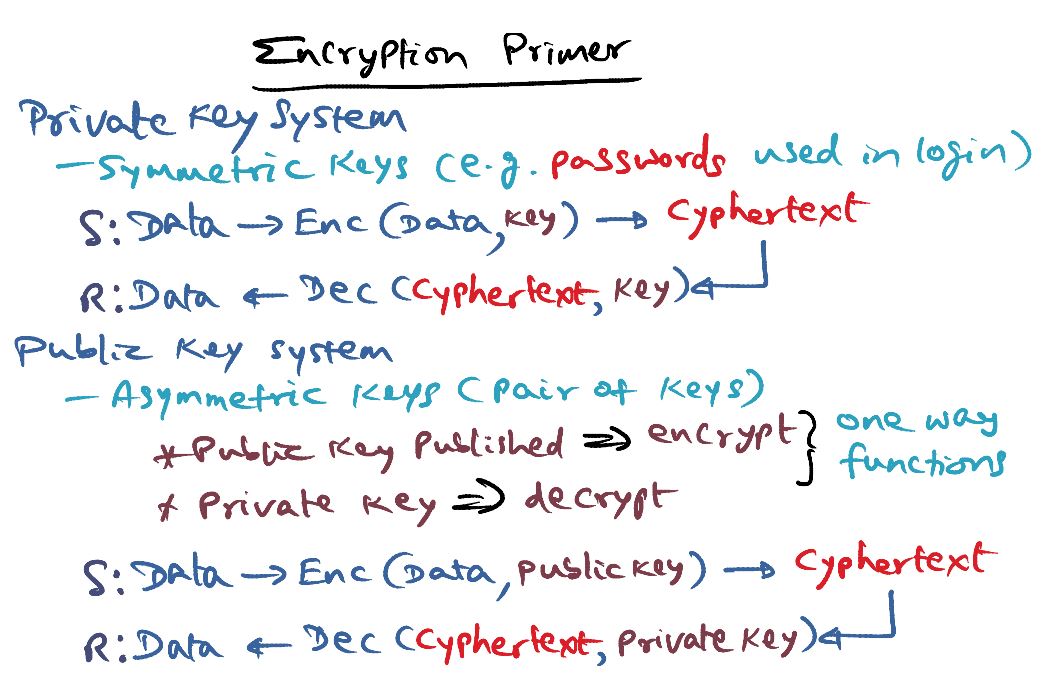 Encryption Primer
Private Key System
- Symmetric Keys (e.g. passwords used in login)
S: Data → Enc (Data, Key) → Cyphertext
R: Data ← Dec (Cyphertext, Key)
Public Key system
- Asymmetric Keys (pair of keys)
* Public Key Published ⇒ encrypt } one way
* Private Key ⇒ decrypt functions
S: Data → Enc (Data, Public Key) → Cyphertext
R: Data ← Dec (Cyphertext, Private Key)